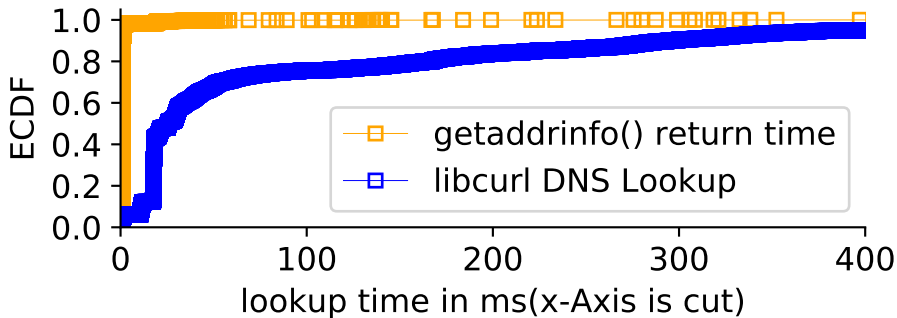 ECDF
1.0
0.8
0.6
0.4
0.2
0.0
getaddrinfo() return time
libcurl DNS Lookup
0 100 200 300 400
lookup time in ms(x-Axis is cut)